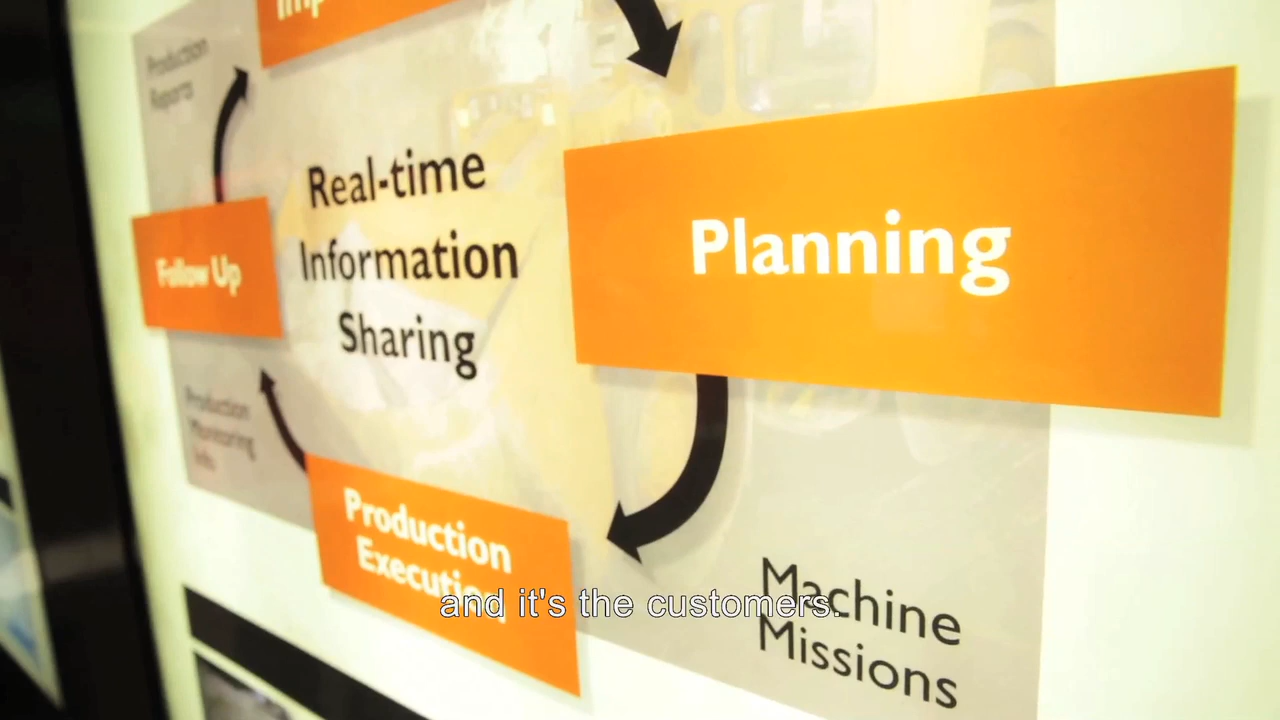 Imp
Production
Reports
Real-time
Information
Sharing
Planning
Follow Up
Production
Monitoring
Info
Production
Execution
and it's the customers.
Machine
Missions